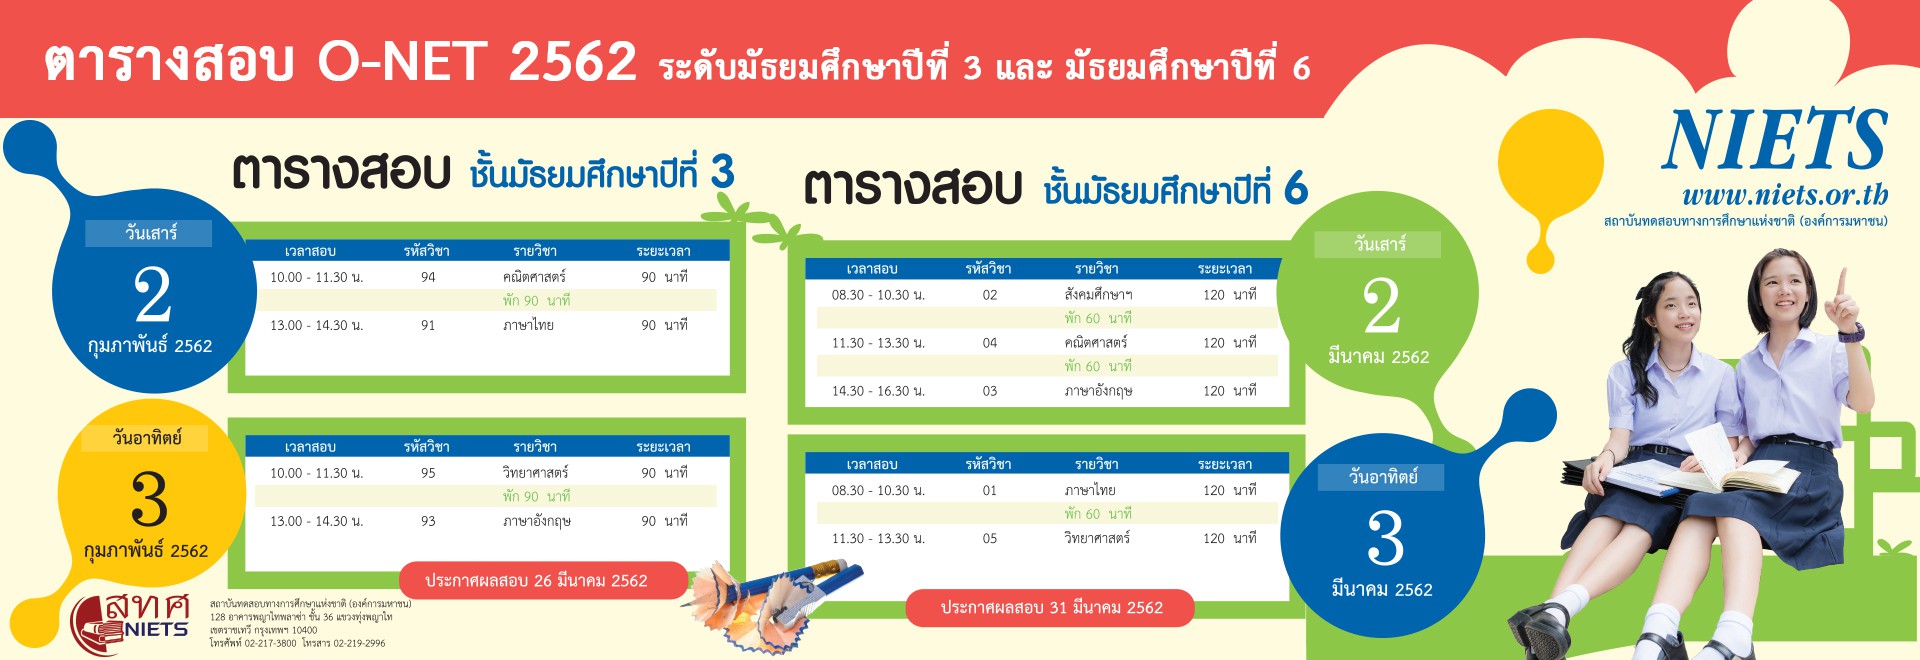 ตารางสอบ O-NET 2562 ระดับมัธยมศึกษาปีที่ 3 และ มัธยมศึกษาปีที่ 6
NIETS
www.niets.or.th
สถาบันทดสอบทางการศึกษาแห่งชาติ (องค์การมหาชน)
ตารางสอบ ชั้นมัธยมศึกษาปีที่ 3
วันเสาร์
2
กุมภาพันธ์ 2562
เวลาสอบ รหัสวิชา รายวิชา ระยะเวลา
10.00 - 11.30 น. 94 คณิตศาสตร์ 90 นาที
พัก 90 นาที
13.00 - 14.30 น. 91 ภาษาไทย 90 นาที
วันอาทิตย์
3
กุมภาพันธ์ 2562
เวลาสอบ รหัสวิชา รายวิชา ระยะเวลา
10.00 - 11.30 น. 95 วิทยาศาสตร์ 90 นาที
พัก 90 นาที
13.00 - 14.30 น. 93 ภาษาอังกฤษ 90 นาที
ประกาศผลสอบ 26 มีนาคม 2562
ตารางสอบ ชั้นมัธยมศึกษาปีที่ 6
วันเสาร์
2
มีนาคม 2562
เวลาสอบ รหัสวิชา รายวิชา ระยะเวลา
08.30 - 10.30 น. 02 สังคมศึกษาฯ 120 นาที
พัก 60 นาที
11.30 - 13.30 น. 04 คณิตศาสตร์ 120 นาที
พัก 60 นาที
14.30 - 16.30 น. 03 ภาษาอังกฤษ 120 นาที
วันอาทิตย์
3
มีนาคม 2562
เวลาสอบ รหัสวิชา รายวิชา ระยะเวลา
08.30 - 10.30 น. 01 ภาษาไทย 120 นาที
พัก 60 นาที
11.30 - 13.30 น. 05 วิทยาศาสตร์ 120 นาที
ประกาศผลสอบ 31 มีนาคม 2562
สทศ
NIETS
สถาบันทดสอบทางการศึกษาแห่งชาติ (องค์การมหาชน)
128 อาคารพญาไทพลาซ่า ชั้น 36 แขวงทุ่งพญาไท
เขตราชเทวี กรุงเทพฯ 10400
โทรศัพท์ 02-217-3800 โทรสาร 02-219-2996